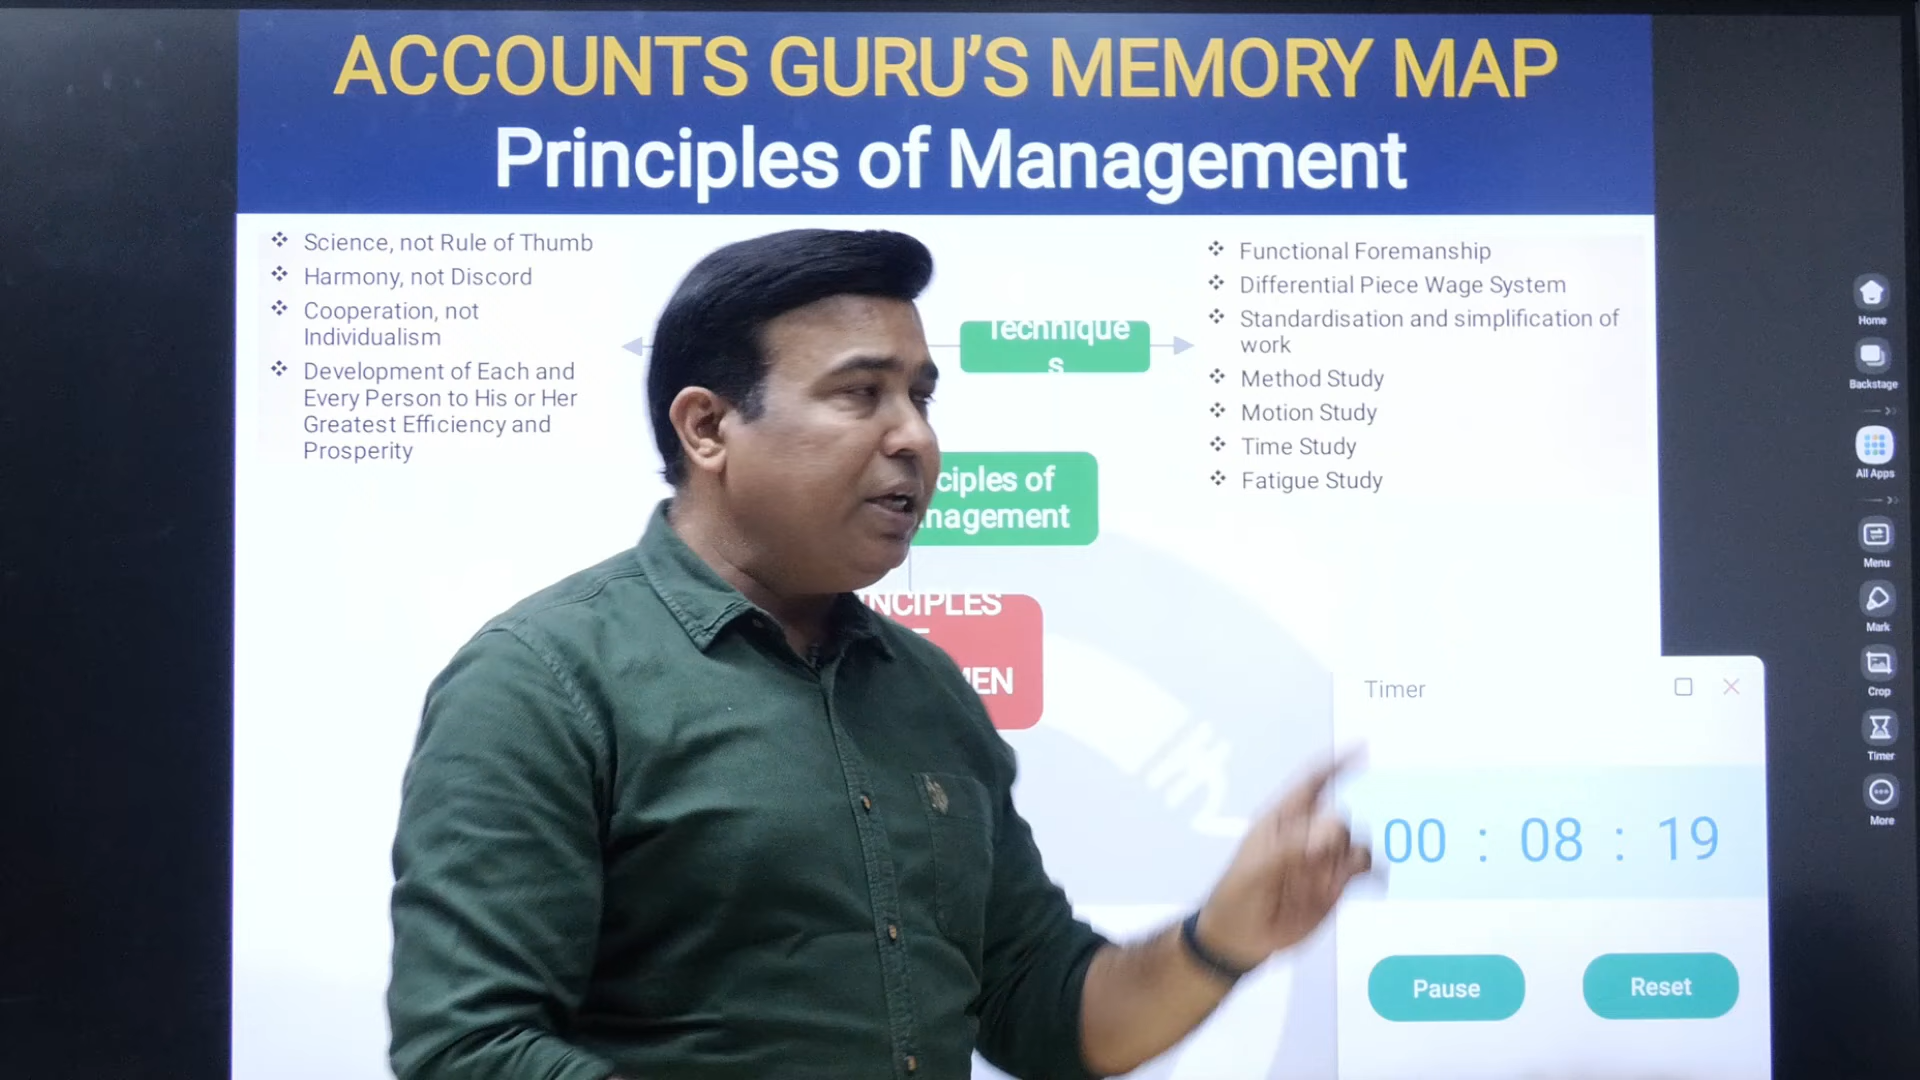 ACCOUNTS GURU'S MEMORY MAP
Principles of Management
Science, not Rule of Thumb
Harmony, not Discord
Cooperation, not
Individualism
Development of Each and
Every Person to His or Her
Greatest Efficiency and
Prosperity
Technique
s
Functional Foremanship
Differential Piece Wage System
Standardisation and simplification of
work
Method Study
Motion Study
Time Study
Fatigue Study
ciples of
nagement
NCIPLES
MEN
Timer
00 : 08 : 19
Pause
Reset
Home
Backstage
All Apps
Menu
Mark
Crop
Timer
More